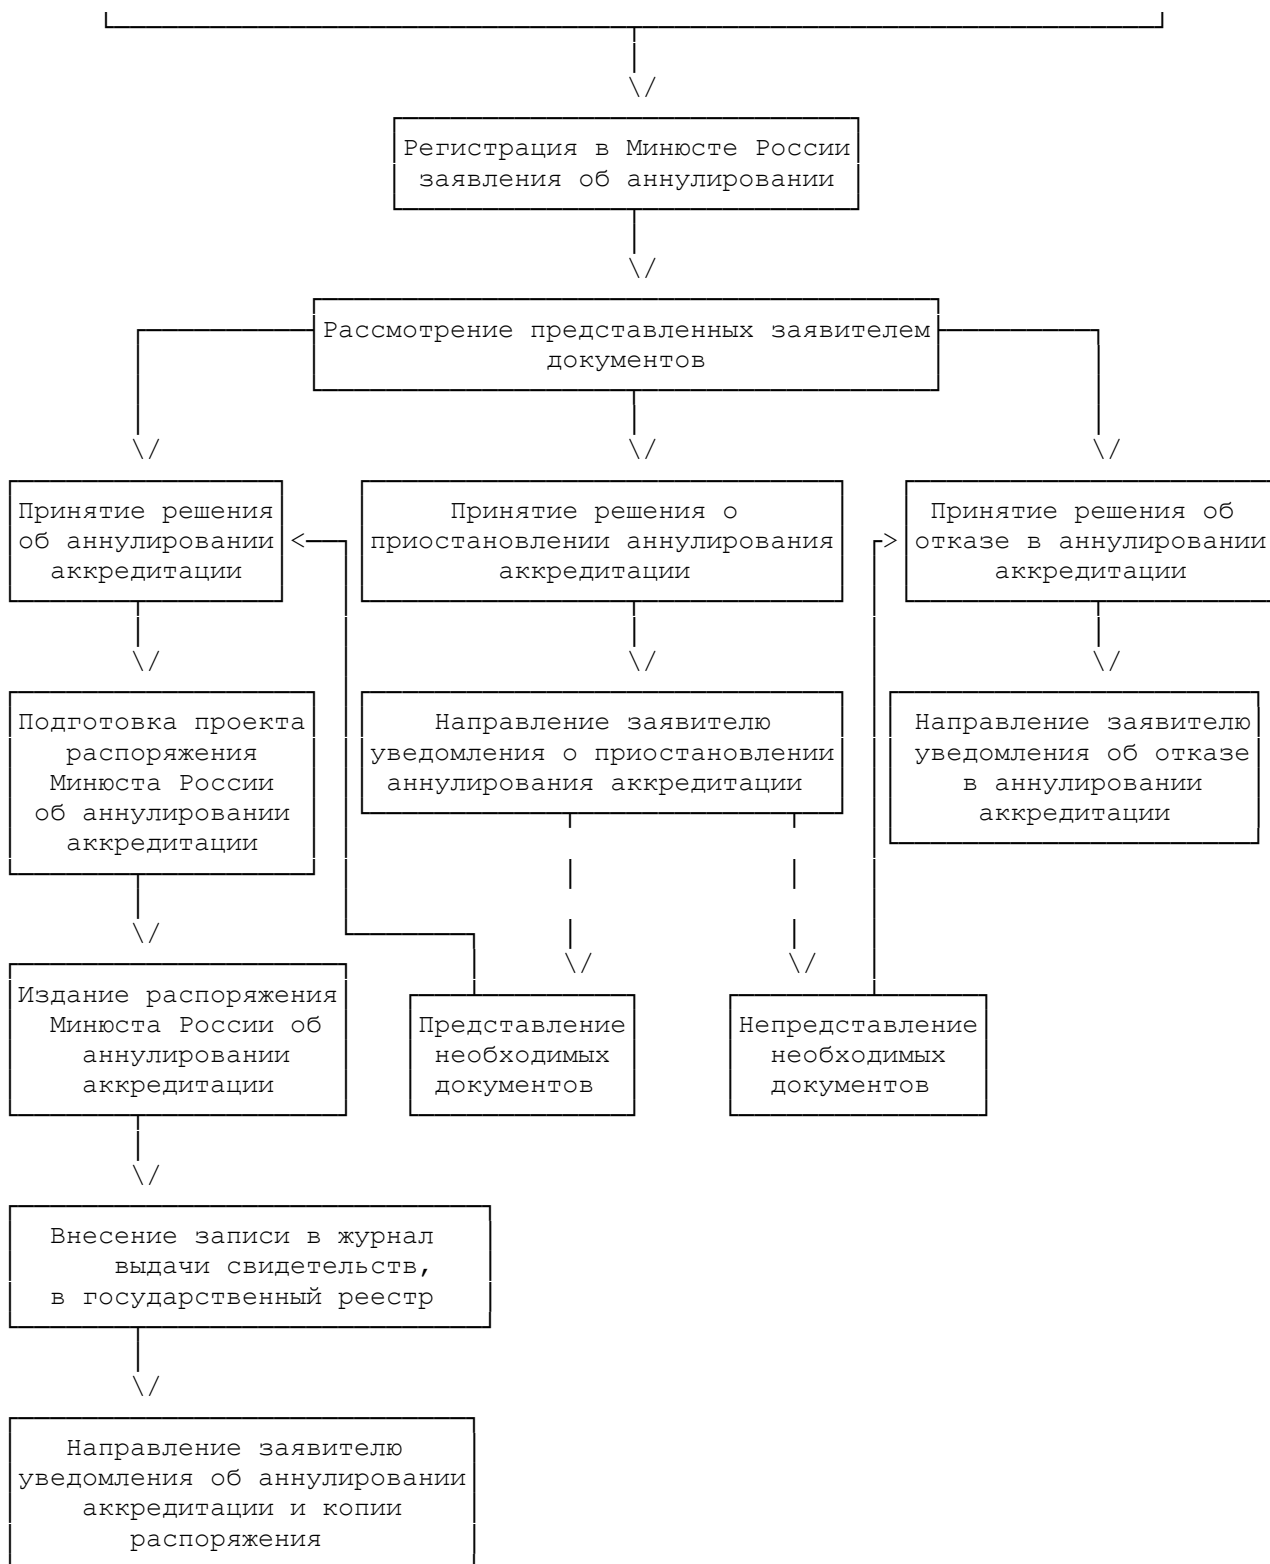 Регистрация в Минюсте России
заявления об аннулировании
Рассмотрение представленных заявителем
документов
Принятие решения
об аннулировании
аккредитации
Принятие решения о
приостановлении аннулирования
аккредитации
Принятие решения об
отказе в аннулировании
аккредитации
Подготовка проекта
распоряжения
Минюста России
об аннулировании
аккредитации
Направление заявителю
уведомления о приостановлении
аннулирования аккредитации
Направление заявителю
уведомления об отказе
в аннулировании
аккредитации
Издание распоряжения
Минюста России об
аннулировании
аккредитации
Представление
необходимых
документов
Непредставление
необходимых
документов
Внесение записи в журнал
выдачи свидетельств,
в государственный реестр
Направление заявителю
уведомления об аннулировании
аккредитации и копии
распоряжения